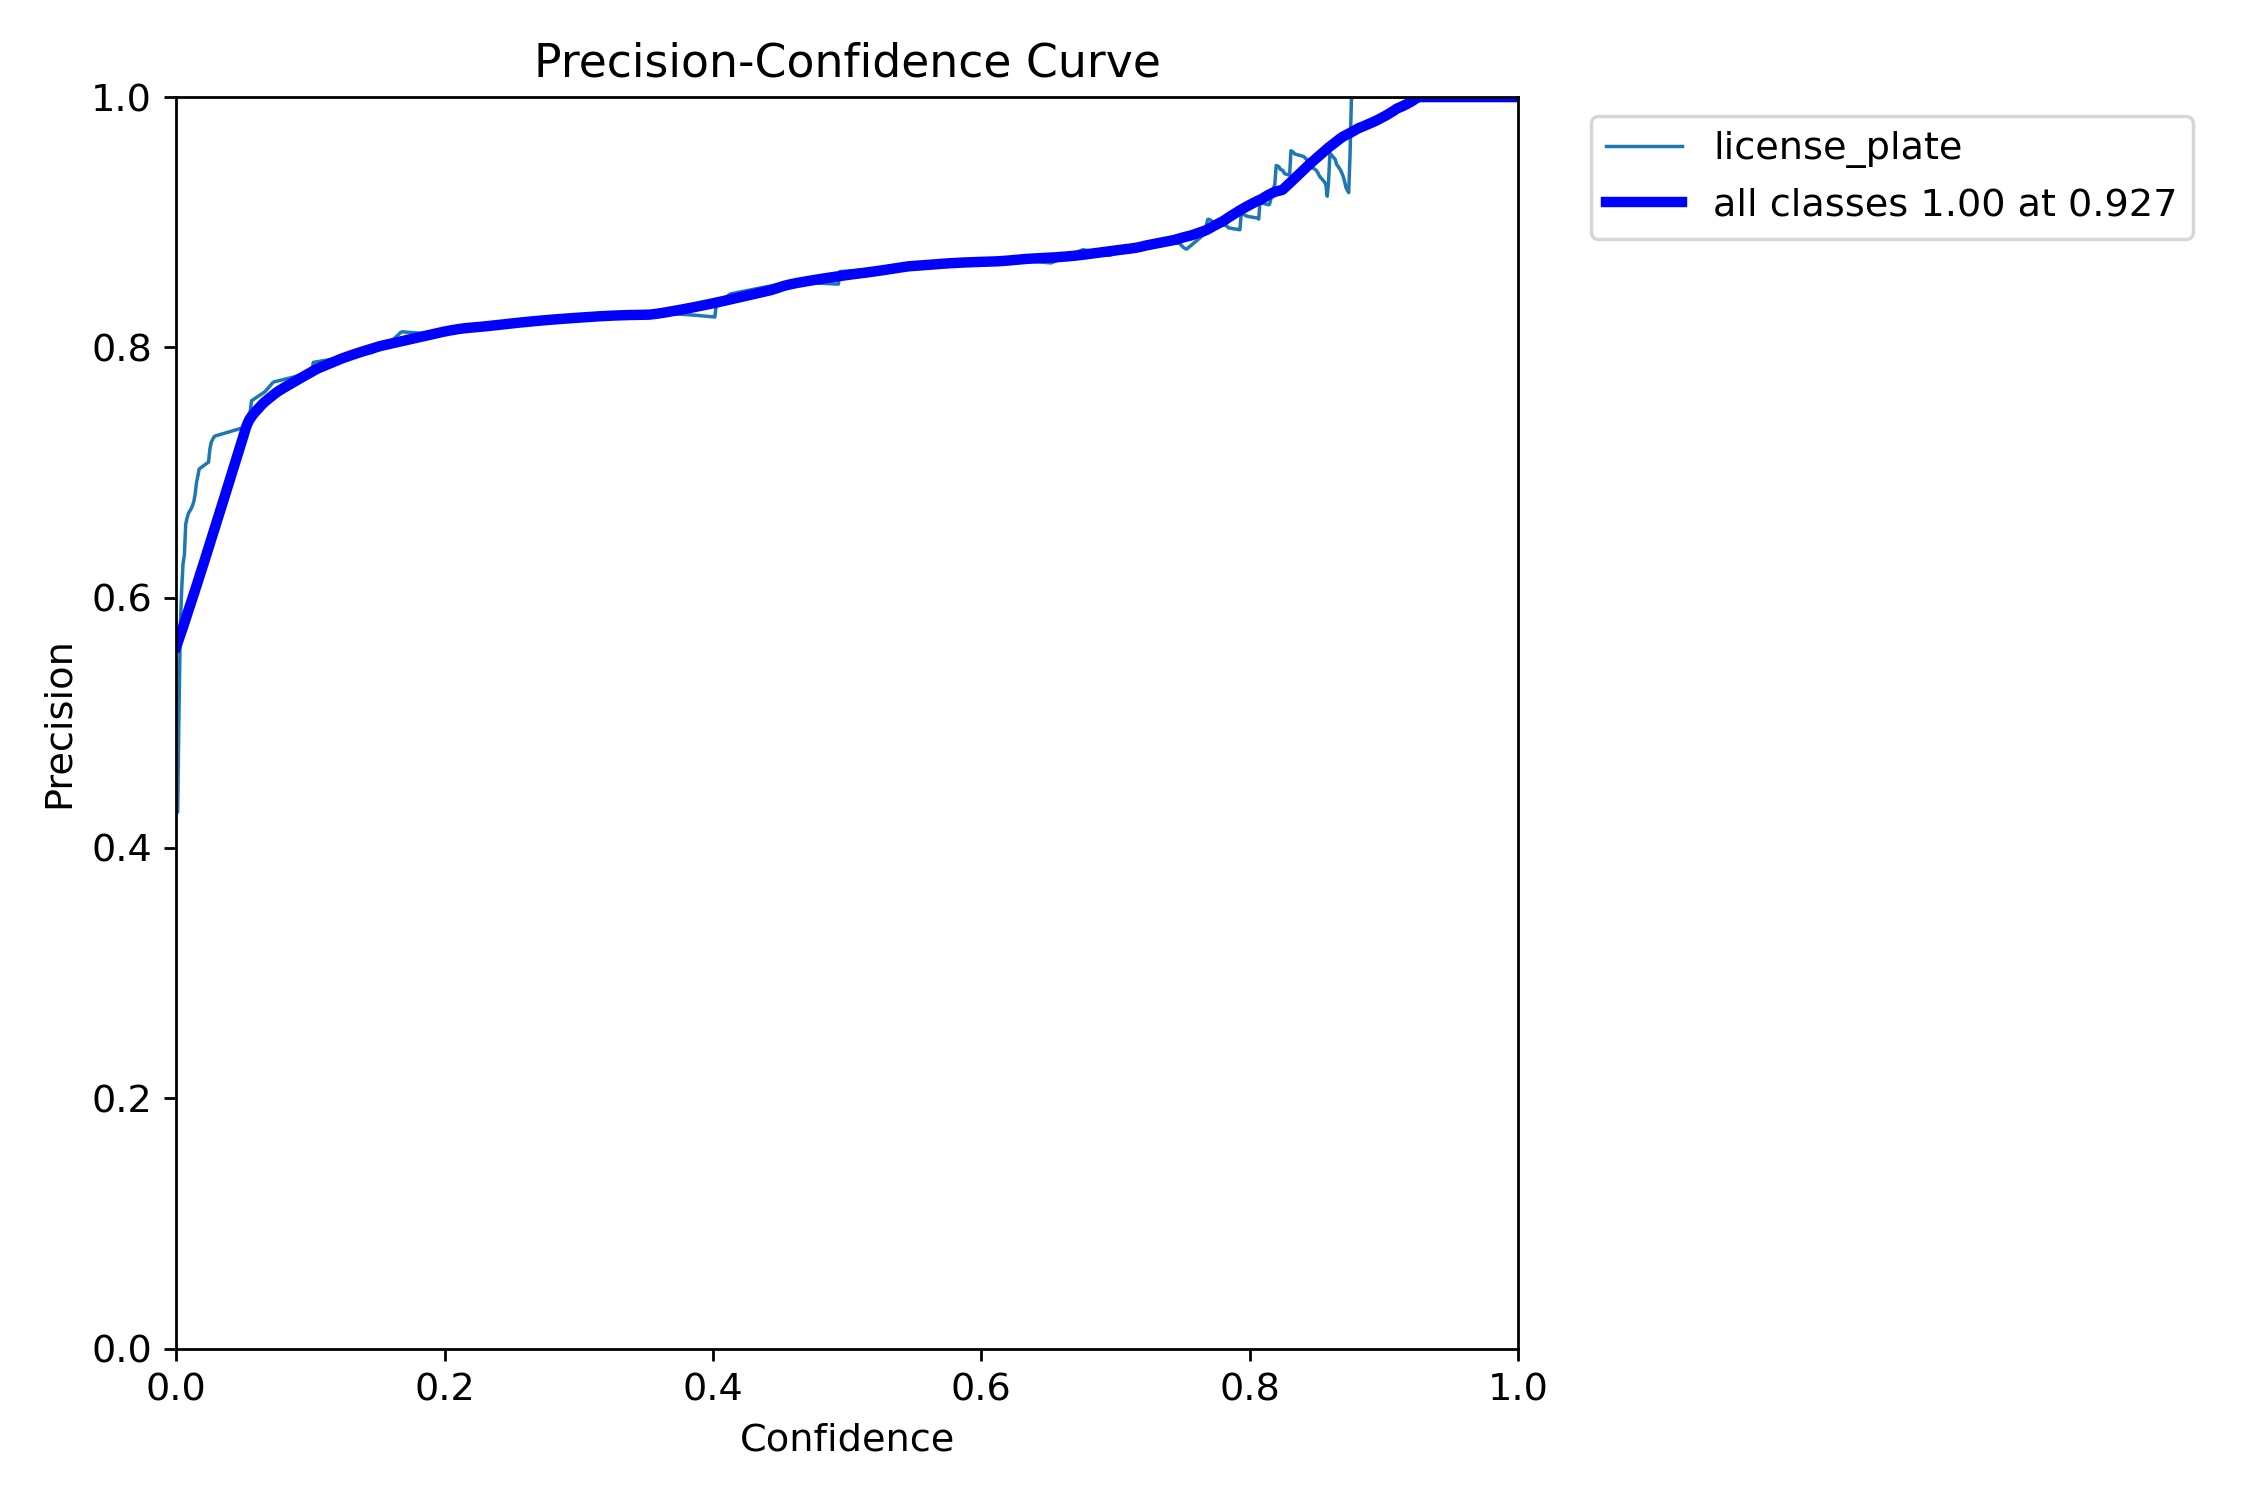 Precision-Confidence Curve
1.0
0.8
0.6
0.4
0.2
0.0
Precision
0.0 0.2 0.4 0.6 0.8 1.0
Confidence
license_plate
all classes 1.00 at 0.927